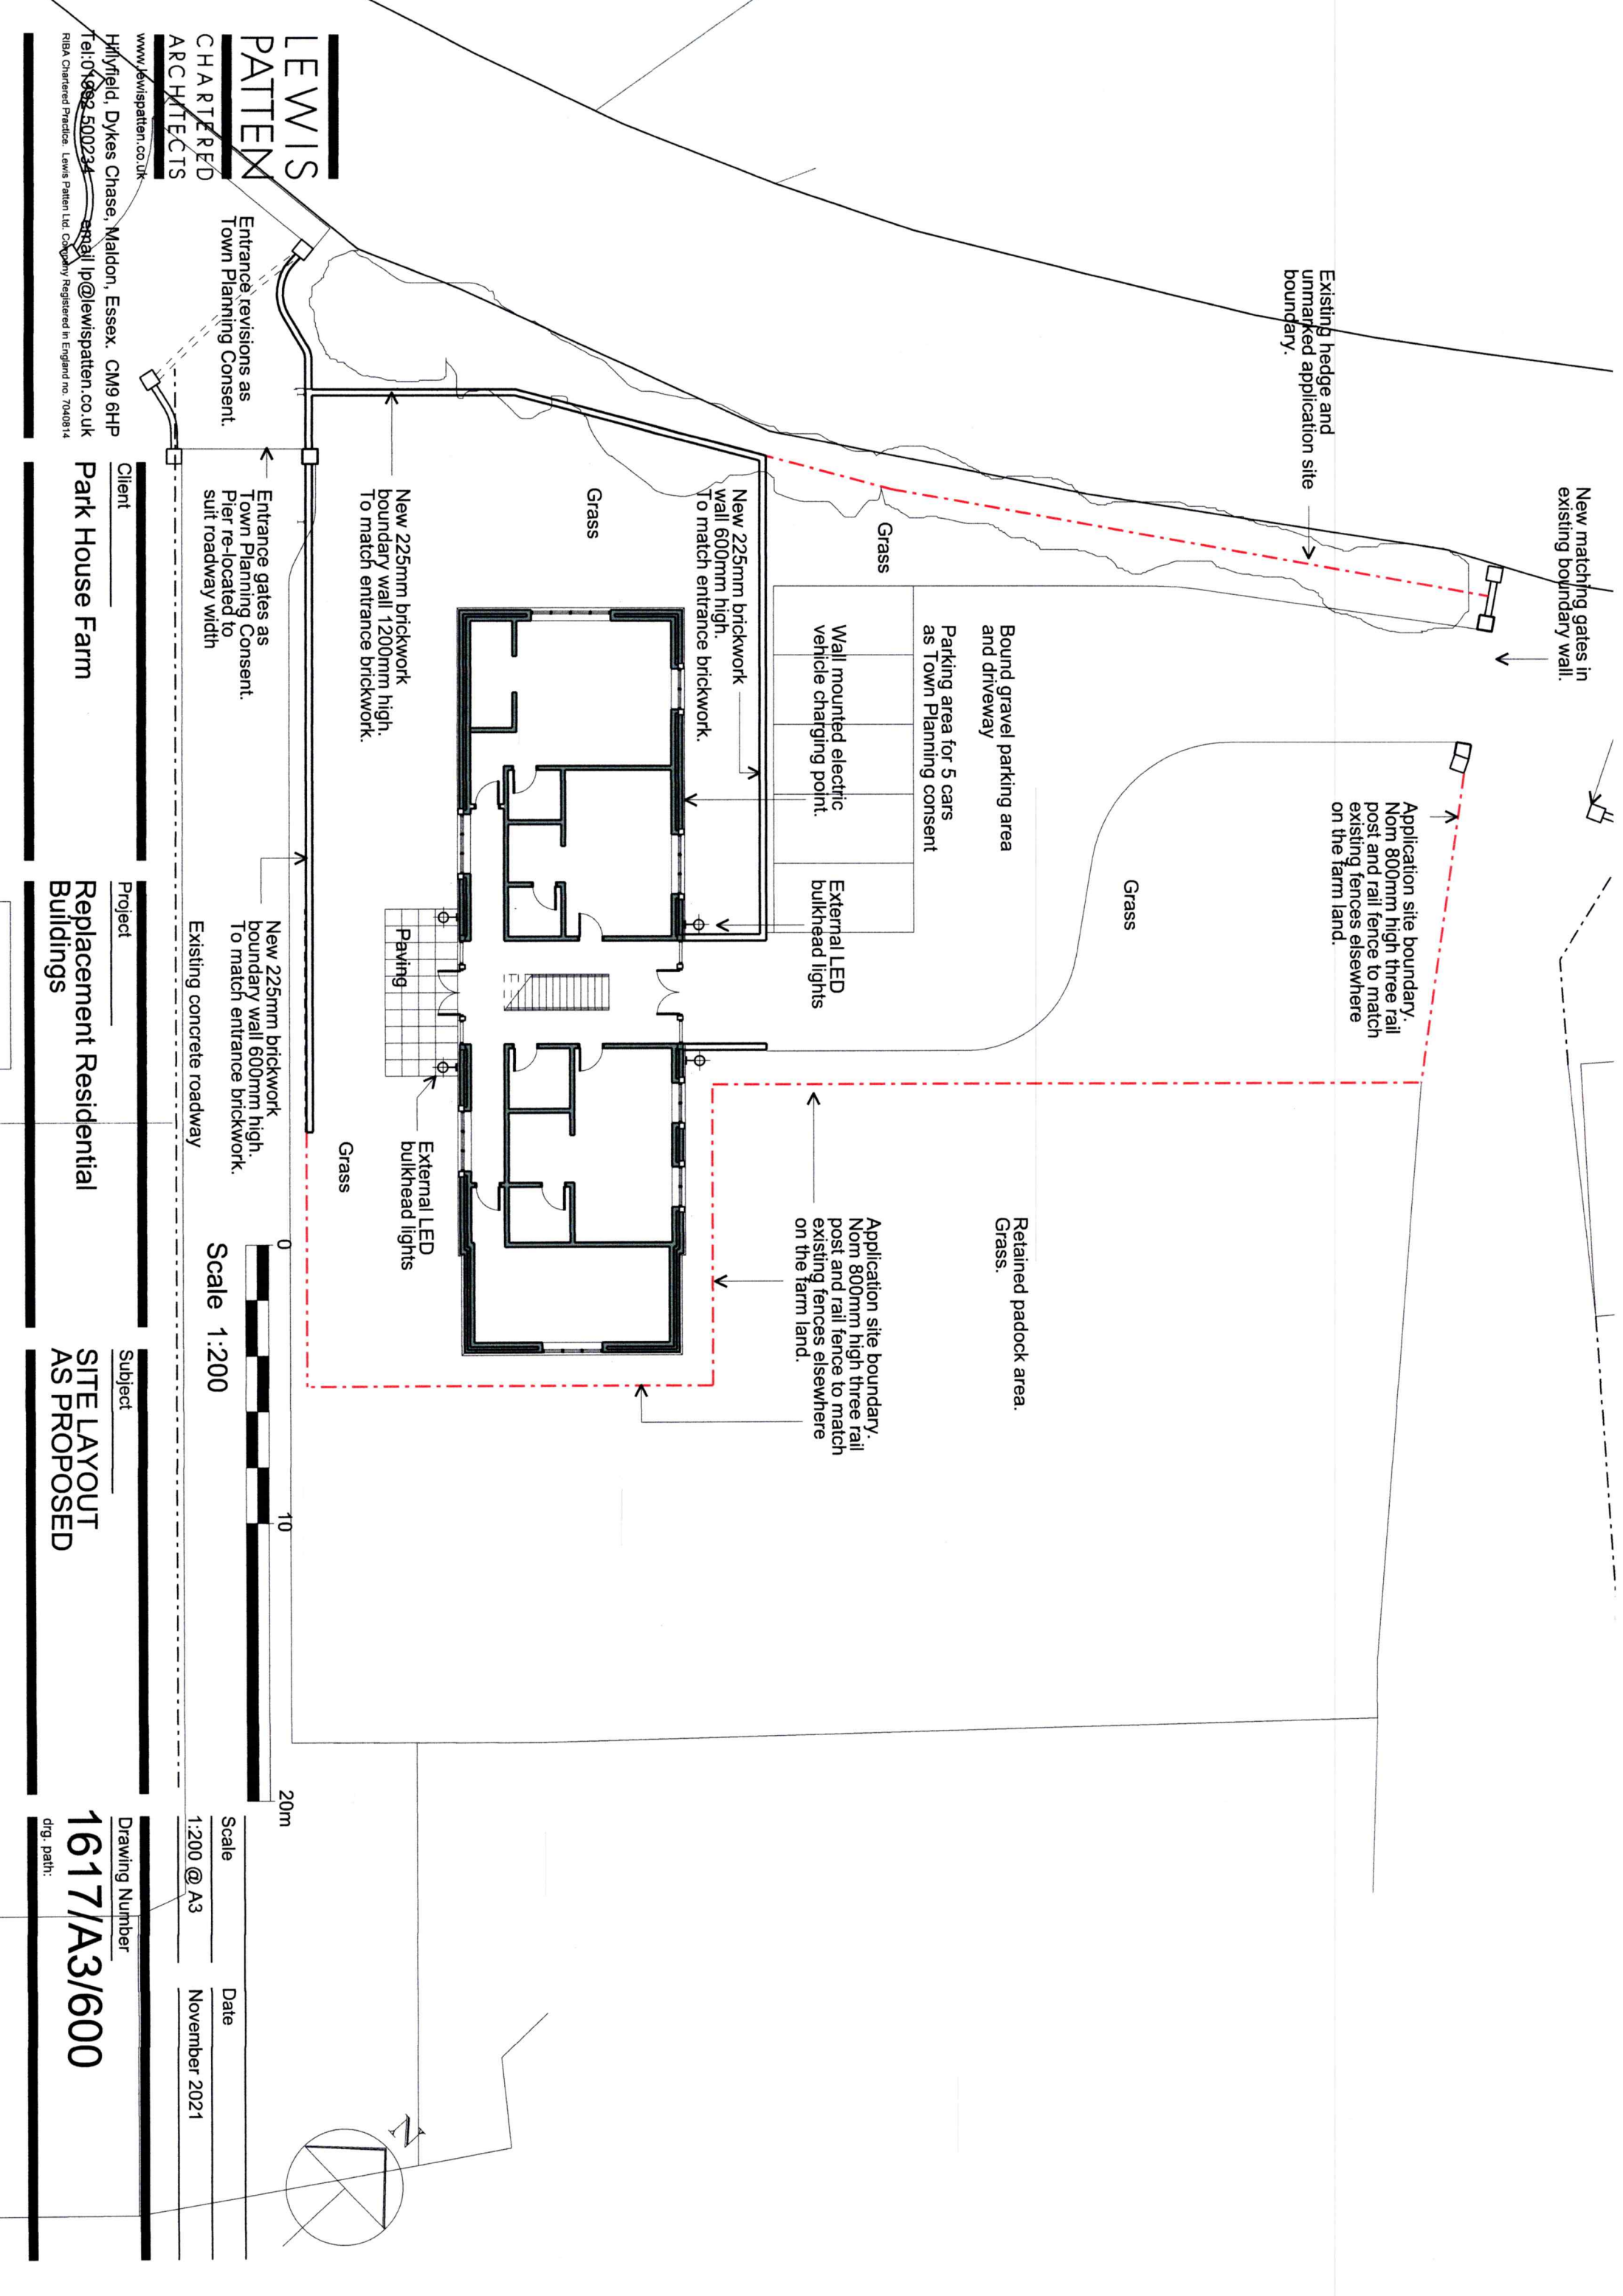 New matching gates in
existing boundary wall.
Existing hedge and
unmarked application site
boundary.
Application site boundary.
Nom 800mm high three rail
post and rail fence to match
existing fences elsewhere
on the farm land.
Grass
Bound gravel parking area
and driveway
Retained padock area.
Grass.
Parking area for 5 cars
as Town Planning consent
Grass
Wall mounted electric
vehicle charging point.
External LED
bulkhead lights
Application site boundary.
Nom 800mm high three rail
post and rail fence to match
existing fences elsewhere
on the farm land.
New 225mm brickwork
wall 600mm high.
To match entrance brickwork.
Grass
Paving
External LED
bulkhead lights
New 225mm brickwork
boundary wall 1200mm high.
To match entrance brickwork.
Grass
Entrance revisions as
Town Planning Consent.
Entrance gates as
Town Planning Consent.
Pier re-located to
suit roadway width
New 225mm brickwork
boundary wall 600mm high.
To match entrance brickwork.
Existing concrete roadway
0
10
20m
Scale 1:200
N
LEWIS
PATTEN
CHARTERED
ARCHITECTS
www.lewispatten.co.uk
Hillyfield, Dykes Chase, Maldon, Essex. CM9 6HP
Tel:01992 500234 email lp@lewispatten.co.uk
RIBA Chartered Practice. Lewis Patten Ltd. Company Registered in England no. 7040814
Client
Park House Farm
Project
Replacement Residential
Buildings
Subject
SITE LAYOUT
AS PROPOSED
Scale
1:200 @ A3
Date
November 2021
Drawing Number
1617/A3/600
drg. path: